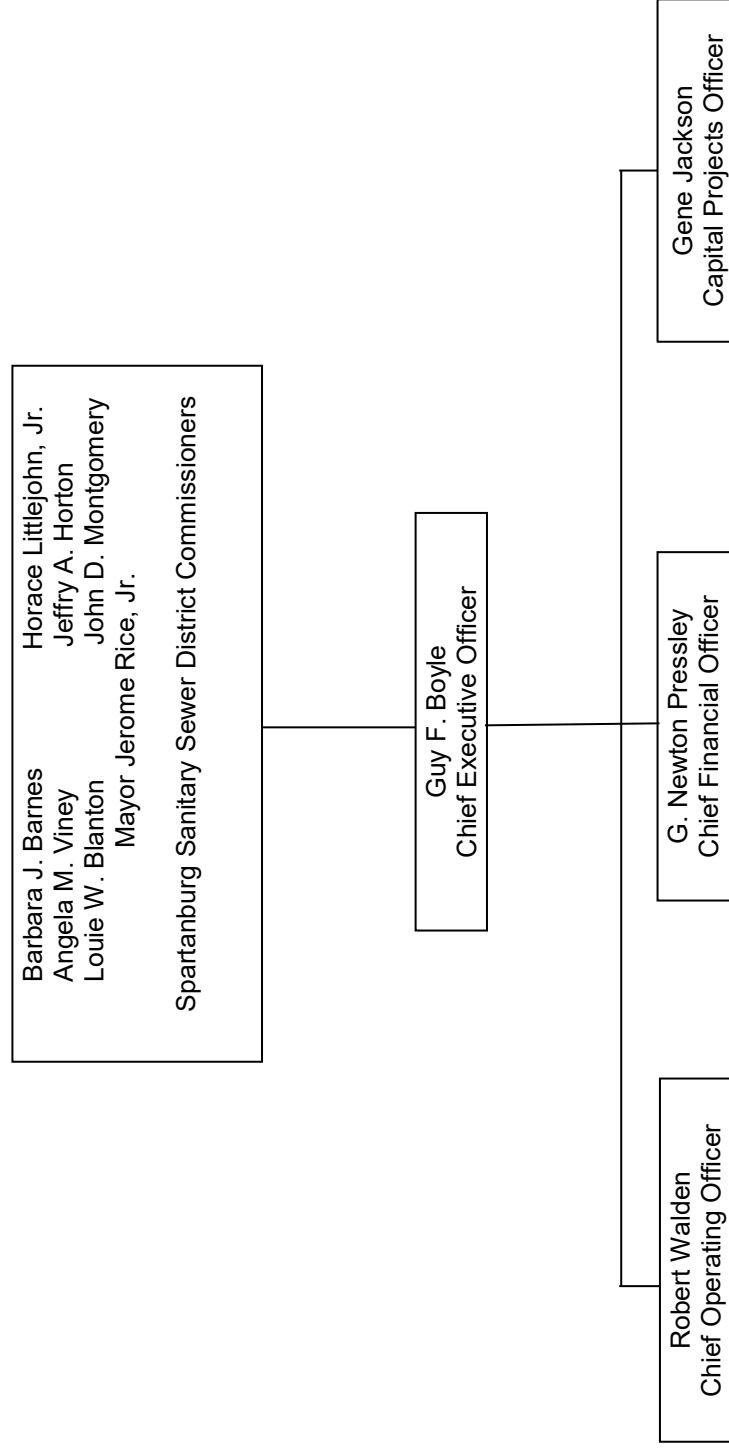 Barbara J. Barnes Horace Littlejohn, Jr.
Angela M. Viney Jeffry A. Horton
Louie W. Blanton John D. Montgomery
Mayor Jerome Rice, Jr.
Spartanburg Sanitary Sewer District Commissioners
Guy F. Boyle
Chief Executive Officer
Robert Walden
Chief Operating Officer
G. Newton Pressley
Chief Financial Officer
Gene Jackson
Capital Projects Officer